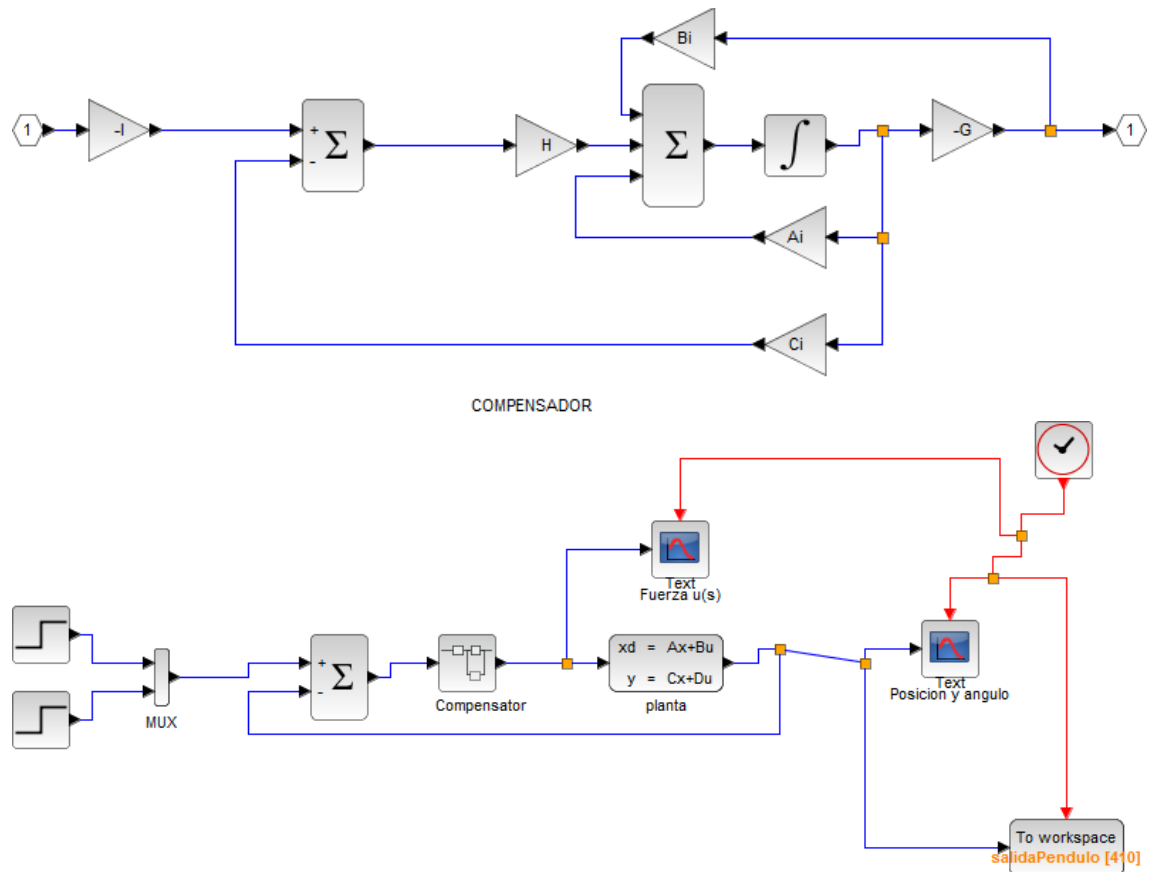 Bi
1
-I
+
-
Σ
H
Σ
∫
-G
1
Ai
Ci
COMPENSADOR
Text
Fuerza u(s)
MUX
+
-
Σ
Compensator
xd = Ax+Bu
y = Cx+Du
planta
Text
Posicion y angulo
To workspace
salidaPendulo [410]